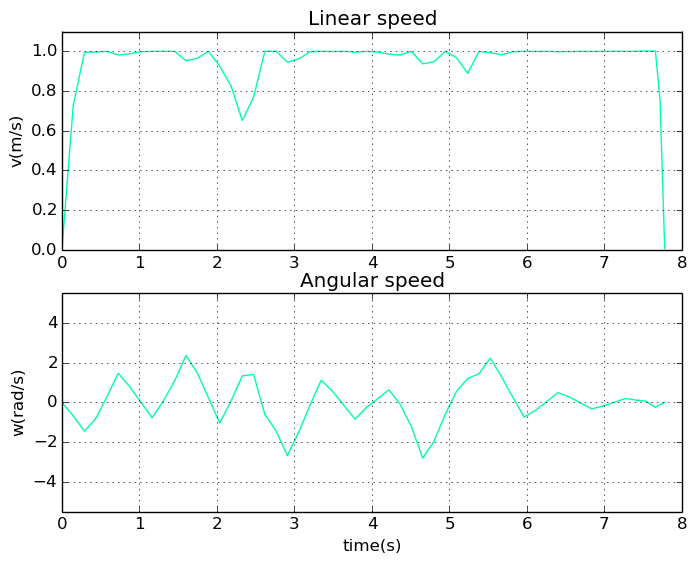 Linear speed
v(m/s)
1.0
0.8
0.6
0.4
0.2
0.0
0 1 2 3 4 5 6 7 8
Angular speed
w(rad/s)
4
2
0
−2
−4
0 1 2 3 4 5 6 7 8
time(s)